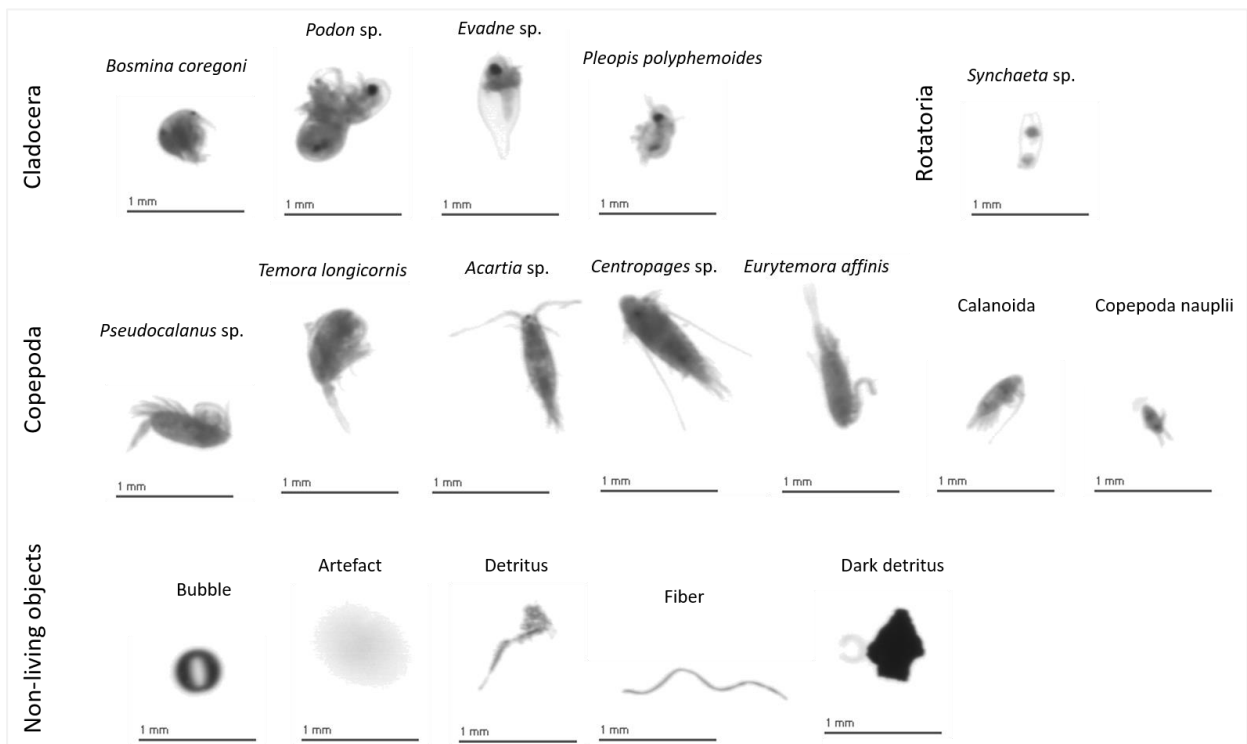 Cladocera
Bosmina coregoni
Podon sp.
Evadne sp.
Pleopis polyphemoides
Rotatoria
Synchaeta sp.
1 mm
1 mm
1 mm
1 mm
1 mm
Copepoda
Pseudocalanus sp.
Temora longicornis
Acartia sp.
Centropages sp.
Eurytemora affinis
Calanoida
Copepoda nauplii
1 mm
1 mm
1 mm
1 mm
1 mm
1 mm
1 mm
Non-living objects
Bubble
Artefact
Detritus
Fiber
Dark detritus
1 mm
1 mm
1 mm
1 mm
1 mm